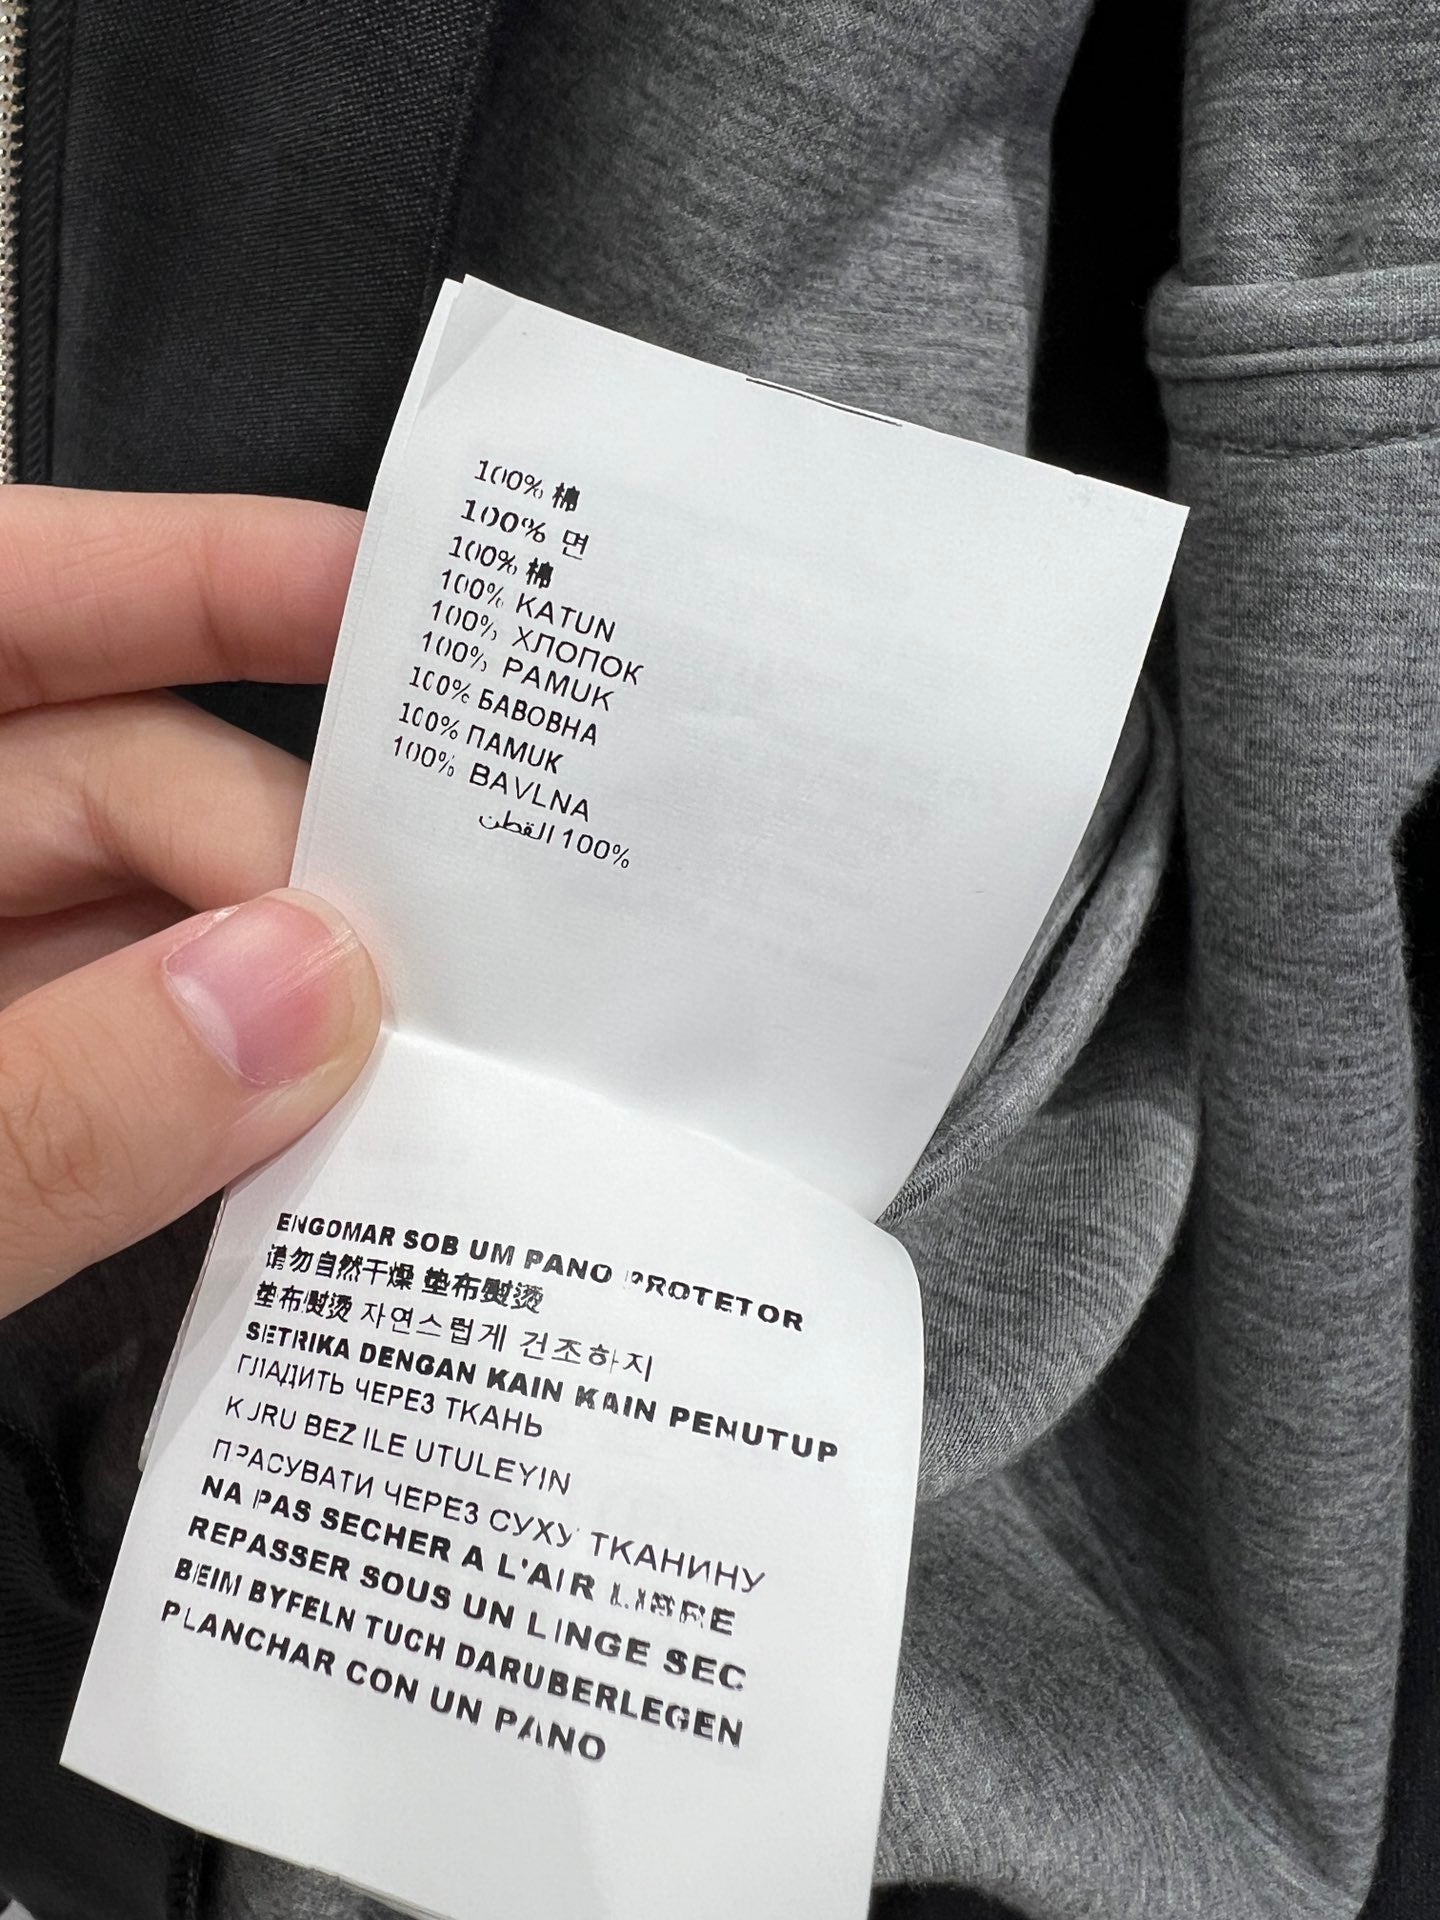 100% 棉
100% 면
100% 棉
100% KATUN
100% ХЛОПОК
100% PAMUK
100% БАВОВНА
100% ПАМUК
100% BAVLNA
100% القطن
ENGOMAR SOB UM PANO PROTETOR
请勿自然干燥 垫布熨烫
垫布熨烫 자연스럽게 건조하지
SETRIKA DENGAN KAIN KAIN PENUTUP
ГЛАДИТЬ ЧЕРЕЗ ТКАНЬ
KURU BEZ ILE UTULEYIN
ПРАСУВАТИ ЧЕРЕЗ СУХУ ТКАНИНУ
NA PAS SECHER A L'AIR LIBRE
REPASSER SOUS UN LINGE SEC
BEIM BYFELN TUCH DARUBERLEGEN
PLANCHAR CON UN PANO